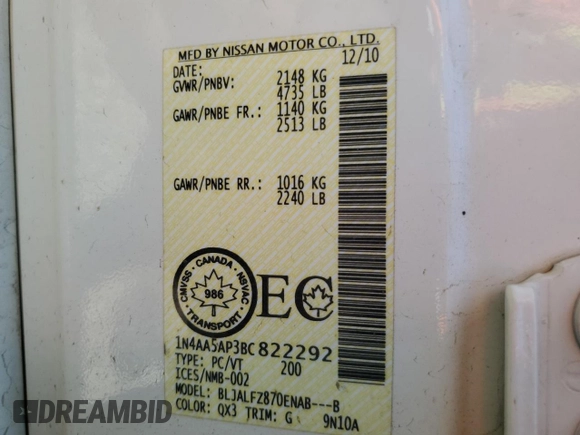 MFD BY NISSAN MOTOR CO., LTD.
DATE: 12/10
GVWR/PNBV: 2148 KG
4735 LB
GAWR/PNBE FR.: 1140 KG
2513 LB
GAWR/PNBE RR.: 1016 KG
2240 LB
CMVSS · CANADA · NSVAC · TRANSPORT ·
986
EC
1N4AA5AP3BC822292
TYPE: PC/VT 200
ICES/NMB-002
MODEL: BLJALFZ870ENAB---B
COLOR: QX3 TRIM: G 9N10A
DREAMBID